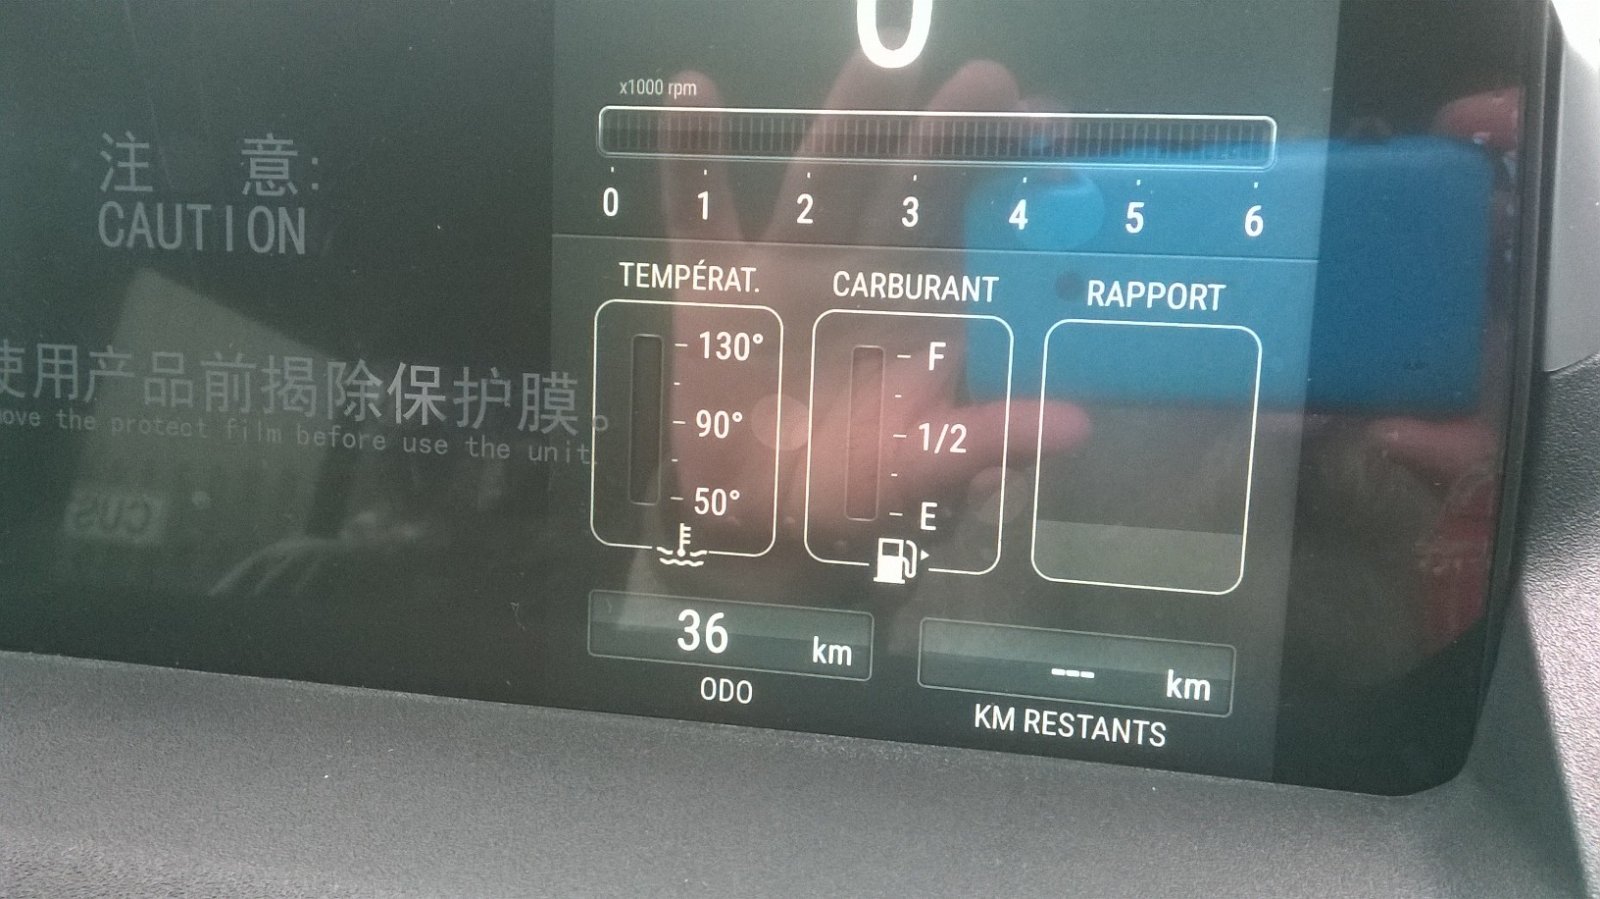 0
x1000 rpm
0 1 2 3 4 5 6
注 意:
CAUTION
TEMPÉRAT. CARBURANT RAPPORT
130°
90°
50°
F
1/2
E
使用产品前揭除保护膜。
the protect film before use the unit.
36 km
ODO
--- km
KM RESTANTS